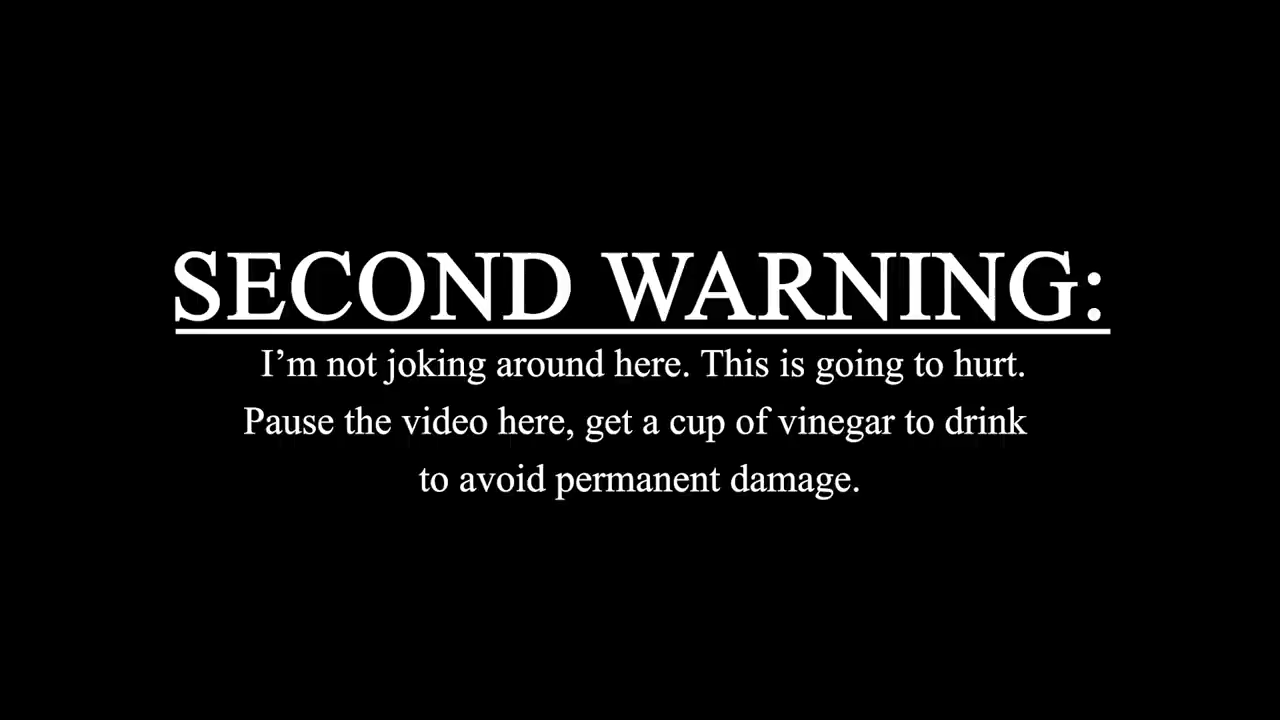 SECOND WARNING:
I’m not joking around here. This is going to hurt.
Pause the video here, get a cup of vinegar to drink
to avoid permanent damage.